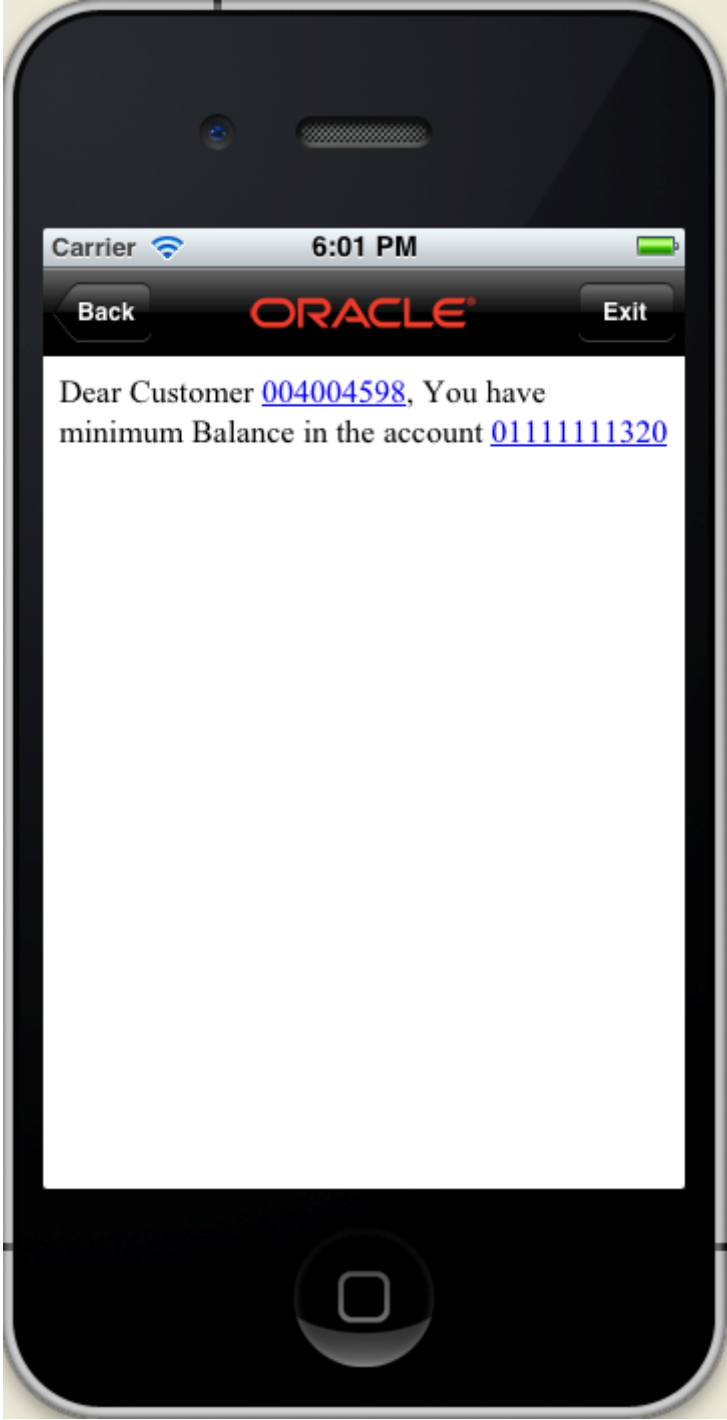 Carrier 6:01 PM
Back ORACLE® Exit
Dear Customer 004004598, You have
minimum Balance in the account 01111111320